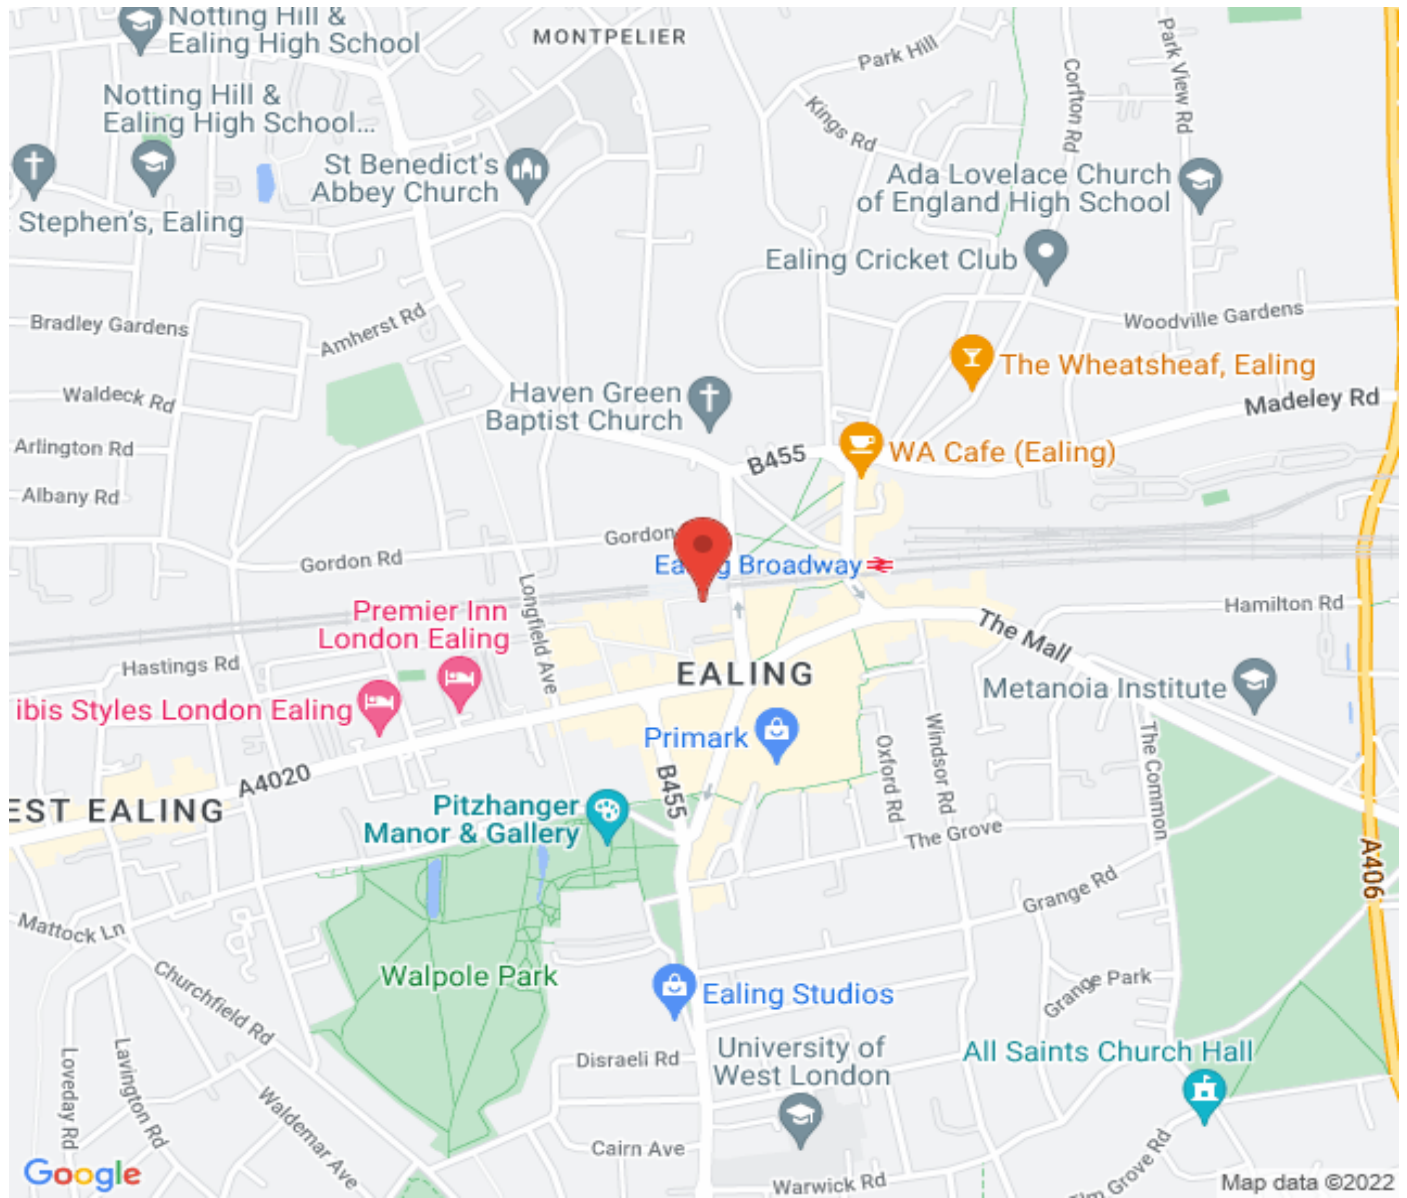 Notting Hill &
Ealing High School
MONTPELIER
Park Hill
Park View Rd
Corfton Rd
Notting Hill &
Ealing High School...
Kings Rd
St Benedict's
Abbey Church
Ada Lovelace Church
of England High School
Stephen's, Ealing
Ealing Cricket Club
Bradley Gardens
Amherst Rd
Woodville Gardens
The Wheatsheaf, Ealing
Waldeck Rd
Haven Green
Baptist Church
Madeley Rd
Arlington Rd
B455
WA Cafe (Ealing)
Albany Rd
Gordon
Gordon Rd
Ealing Broadway
Longfield Ave
Premier Inn
London Ealing
Hamilton Rd
The Mall
Hastings Rd
EALING
Metanoia Institute
ibis Styles London Ealing
Primark
Windsor Rd
Oxford Rd
The Common
A4020
B455
EST EALING
Pitzhanger
Manor & Gallery
The Grove
A406
Grange Rd
Mattock Ln
Walpole Park
Churchfield Rd
Ealing Studios
Grange Park
Loveday Rd
Lavington Rd
Disraeli Rd
University of
West London
All Saints Church Hall
Waldemar Ave
Cairn Ave
Elm Grove Rd
Warwick Rd
Google
Map data ©2022